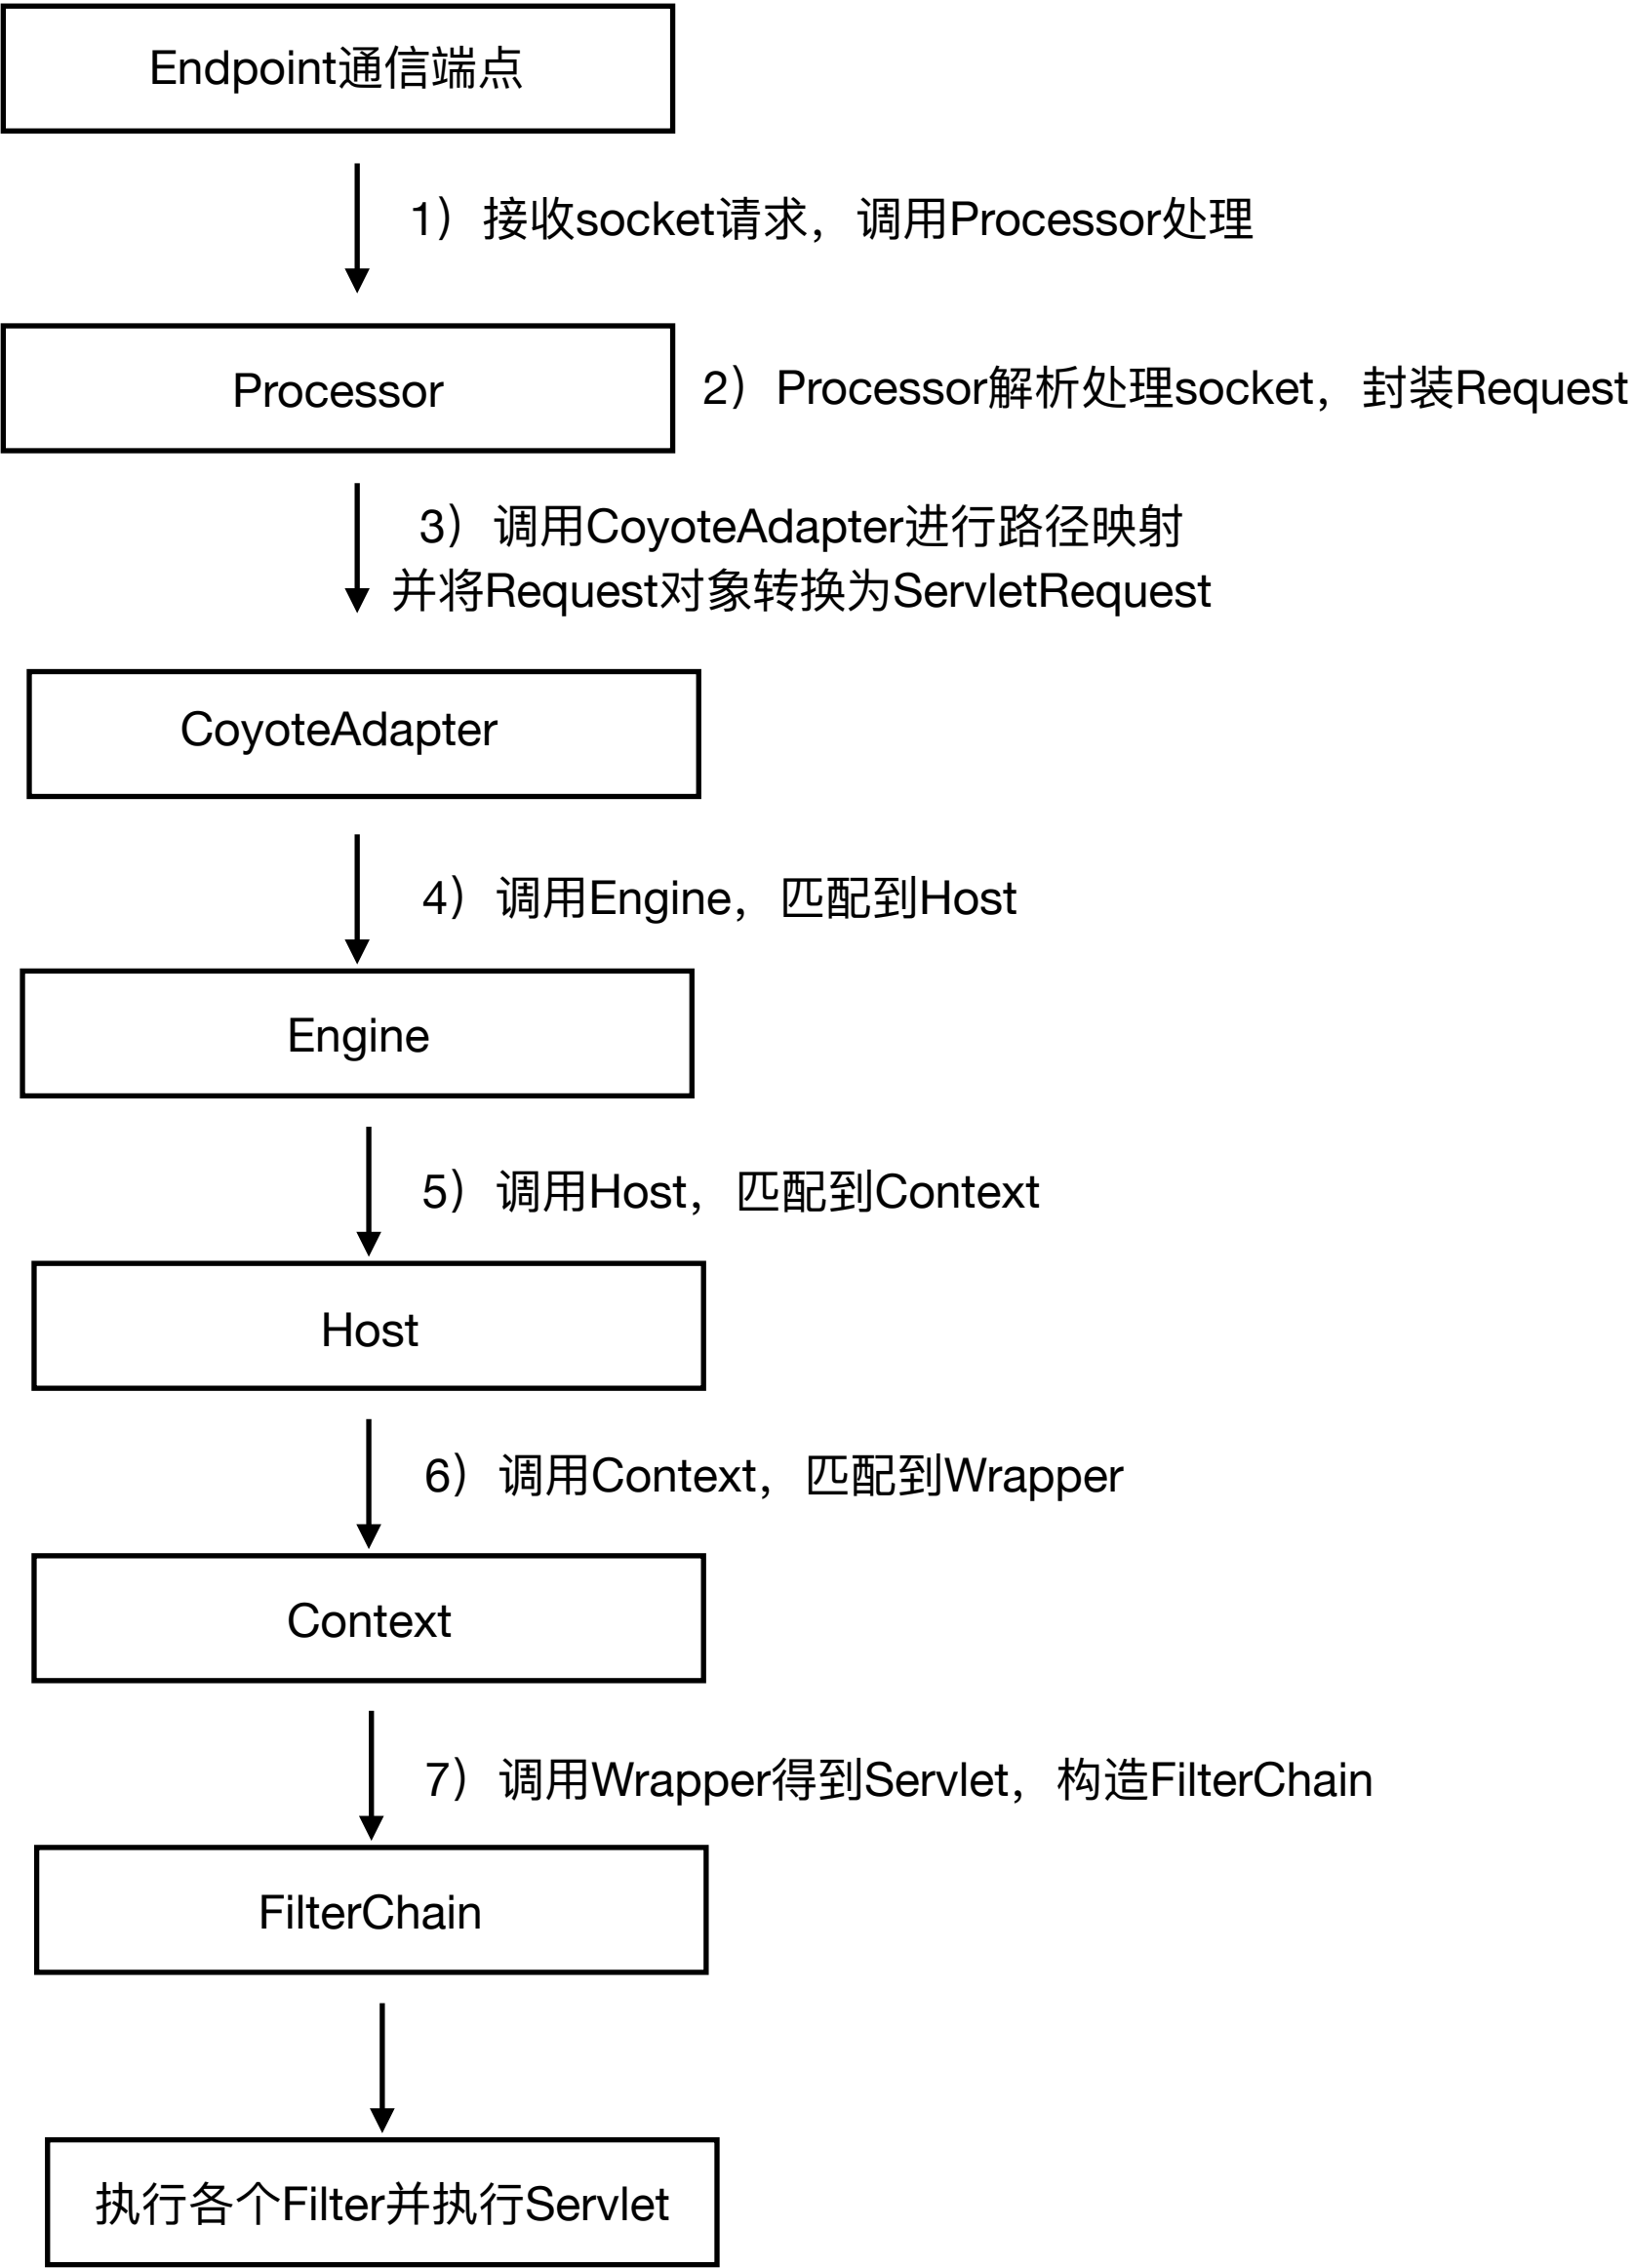 Endpoint通信端点
1）接收socket请求，调用Processor处理
Processor
2）Processor解析处理socket，封装Request
3）调用CoyoteAdapter进行路径映射
并将Request对象转换为ServletRequest
CoyoteAdapter
4）调用Engine，匹配到Host
Engine
5）调用Host，匹配到Context
Host
6）调用Context，匹配到Wrapper
Context
7）调用Wrapper得到Servlet，构造FilterChain
FilterChain
执行各个Filter并执行Servlet